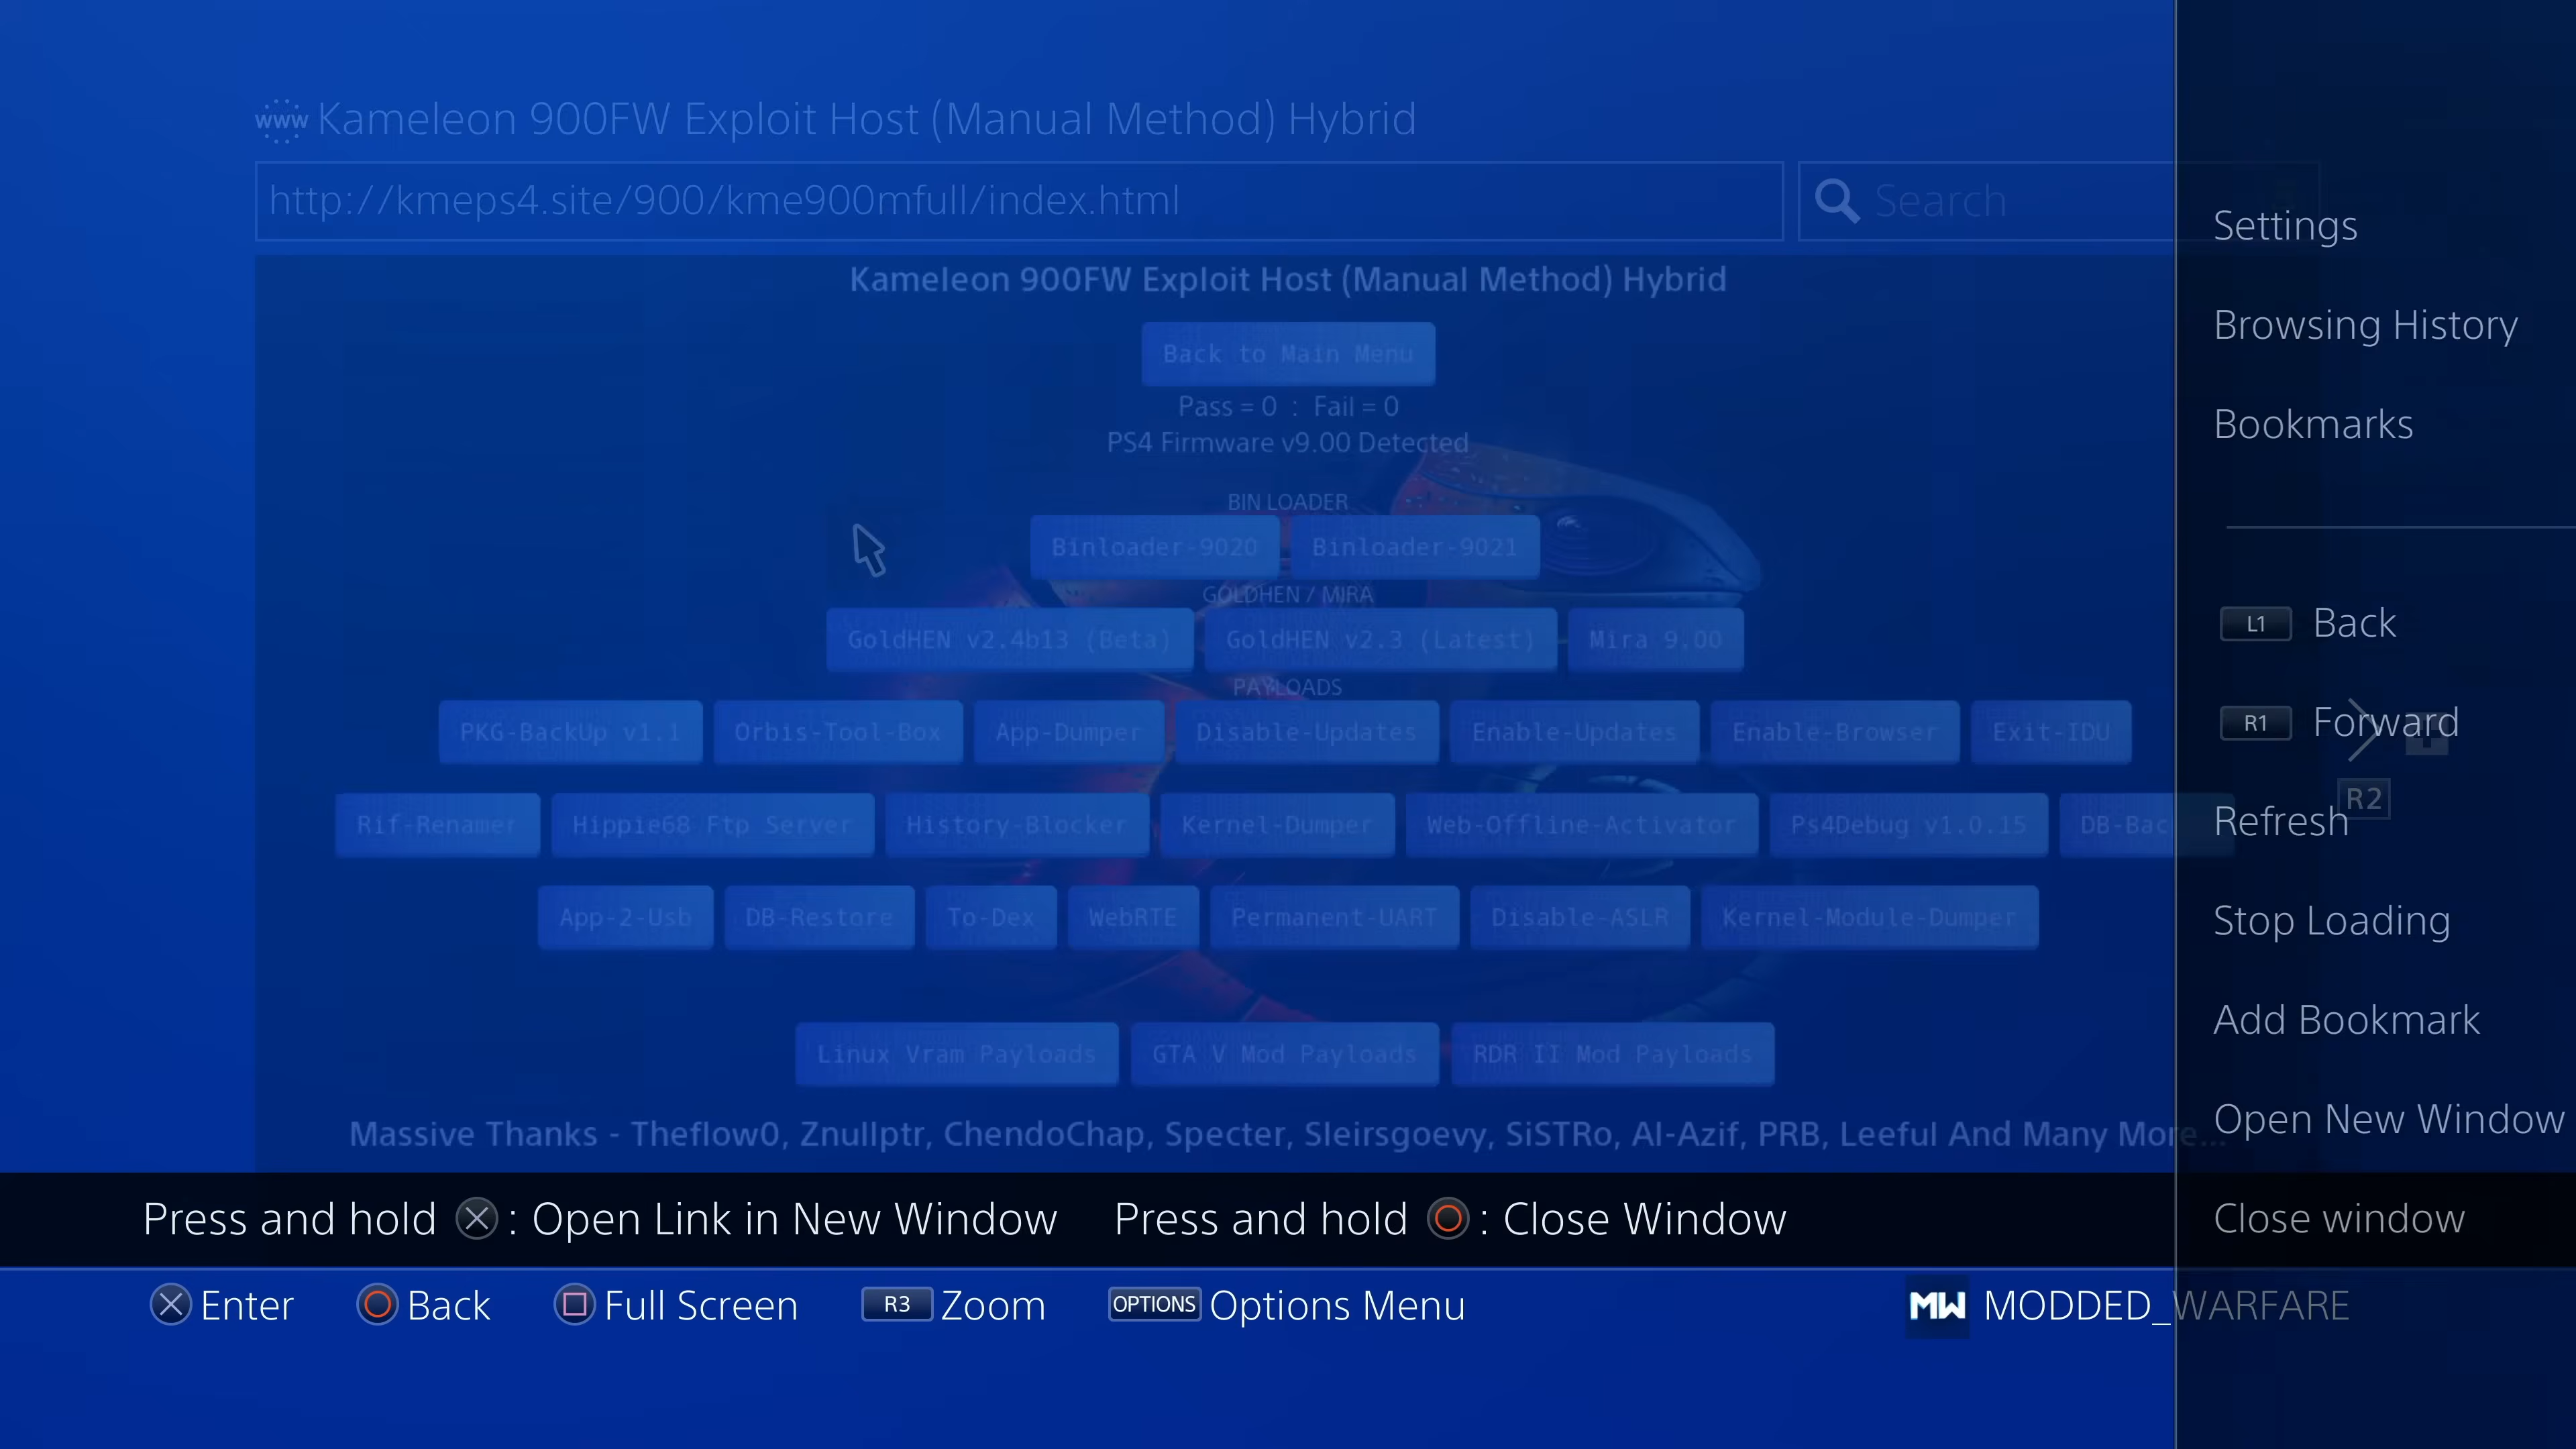 Kameleon 900FW Exploit Host (Manual Method) Hybrid
http://kmeps4.site/900/kme900mfull/index.html
Search
Kameleon 900FW Exploit Host (Manual Method) Hybrid
Back to Main Menu
Pass = 0 : Fail = 0
PS4 Firmware v9.00 Detected
BIN LOADER
Binloader-9020 Binloader-9021
GOLDHEN / MIRA
GoldHEN v2.4b13 (Beta) GoldHEN v2.3 (Latest) Mira 9.00
PAYLOADS
PKG-BackUp v1.1 Orbis-Tool-Box App-Dumper Disable-Updates Enable-Updates Enable-Browser Exit-IDU
Rif-Renamer Hippie68 Ftp Server History-Blocker Kernel-Dumper Web-Offline-Activator Ps4Debug v1.0.15 DB-Bac
App-2-Usb DB-Restore To-Dex WebRTE Permanent-UART Disable-ASLR Kernel-Module-Dumper
Linux Vram Payloads GTA V Mod Payloads RDR II Mod Payloads
Massive Thanks - Theflow0, Znullptr, ChendoChap, Specter, Sleirsgoevy, SiSTRo, Al-Azif, PRB, Leeful And Many More...
Settings
Browsing History
Bookmarks
L1 Back
R1 Forward
R2
Refresh
Stop Loading
Add Bookmark
Open New Window
Close window
Press and hold : Open Link in New Window Press and hold : Close Window
Enter Back Full Screen R3 Zoom OPTIONS Options Menu
MW MODDED_WARFARE